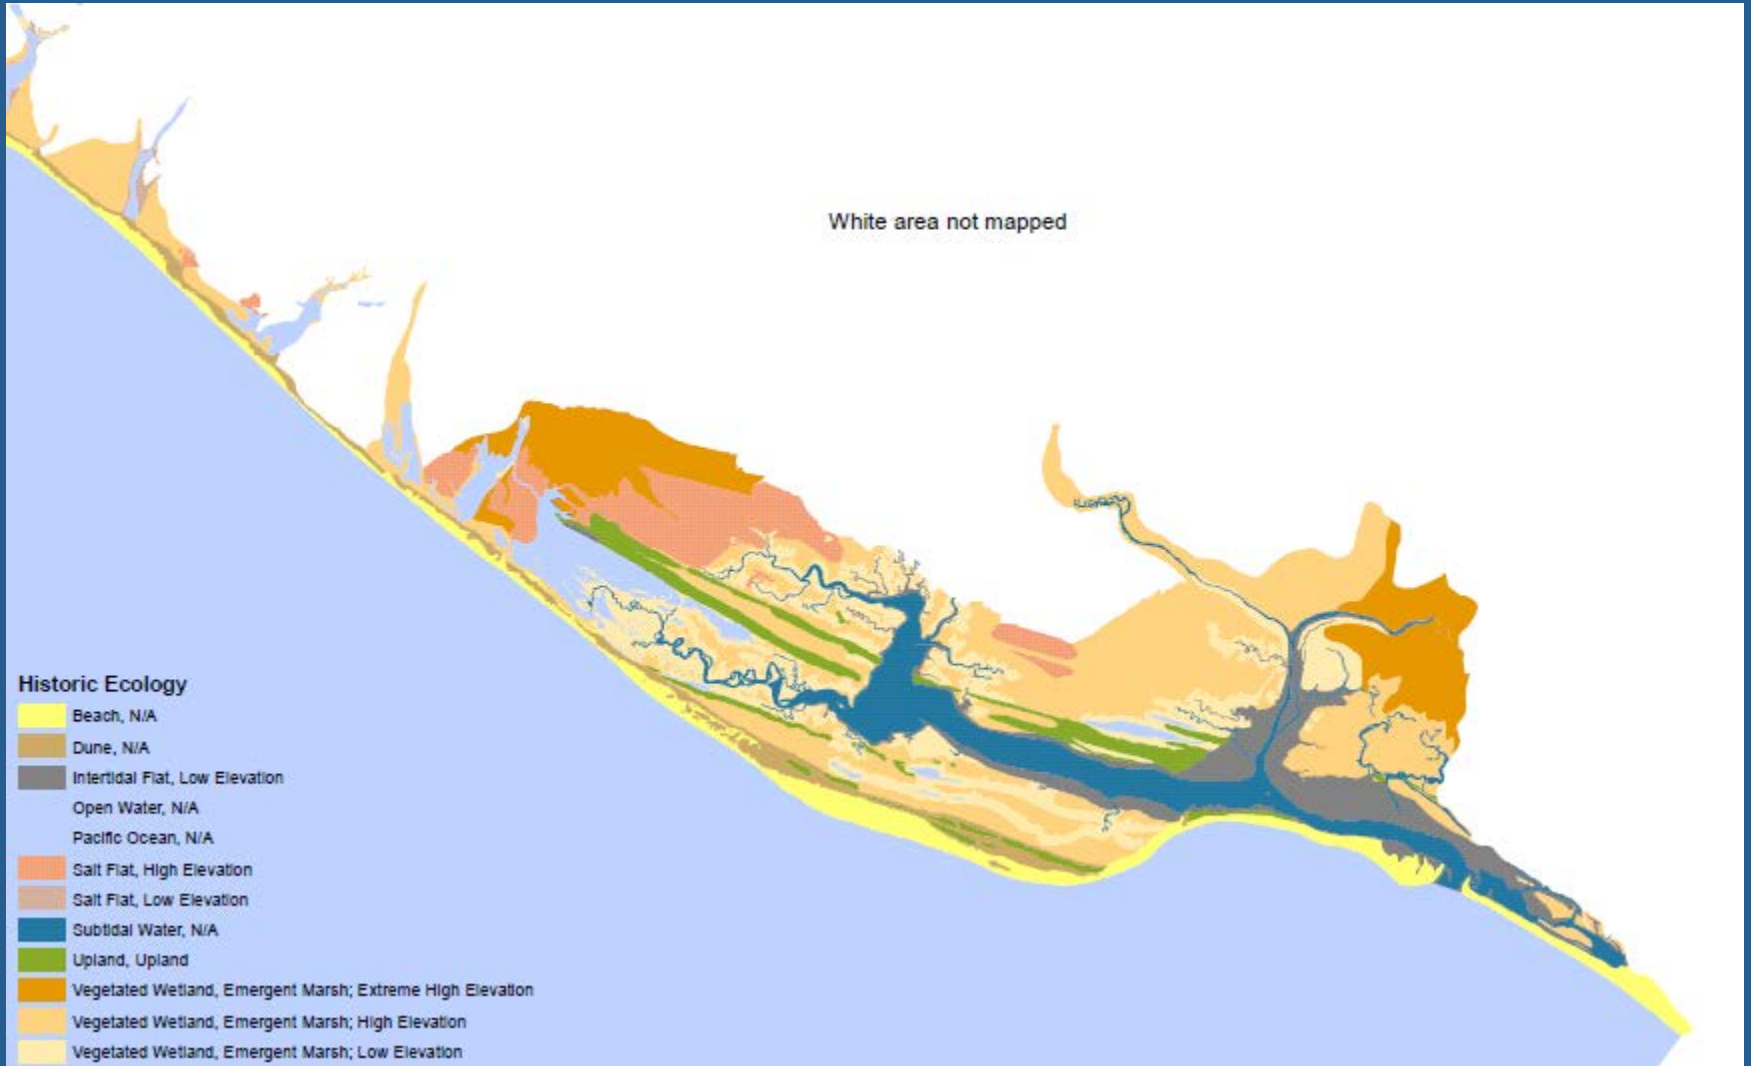 White area not mapped
Historic Ecology
Beach, N/A
Dune, N/A
Intertidal Flat, Low Elevation
Open Water, N/A
Pacific Ocean, N/A
Salt Flat, High Elevation
Salt Flat, Low Elevation
Subtidal Water, N/A
Upland, Upland
Vegetated Wetland, Emergent Marsh; Extreme High Elevation
Vegetated Wetland, Emergent Marsh; High Elevation
Vegetated Wetland, Emergent Marsh; Low Elevation